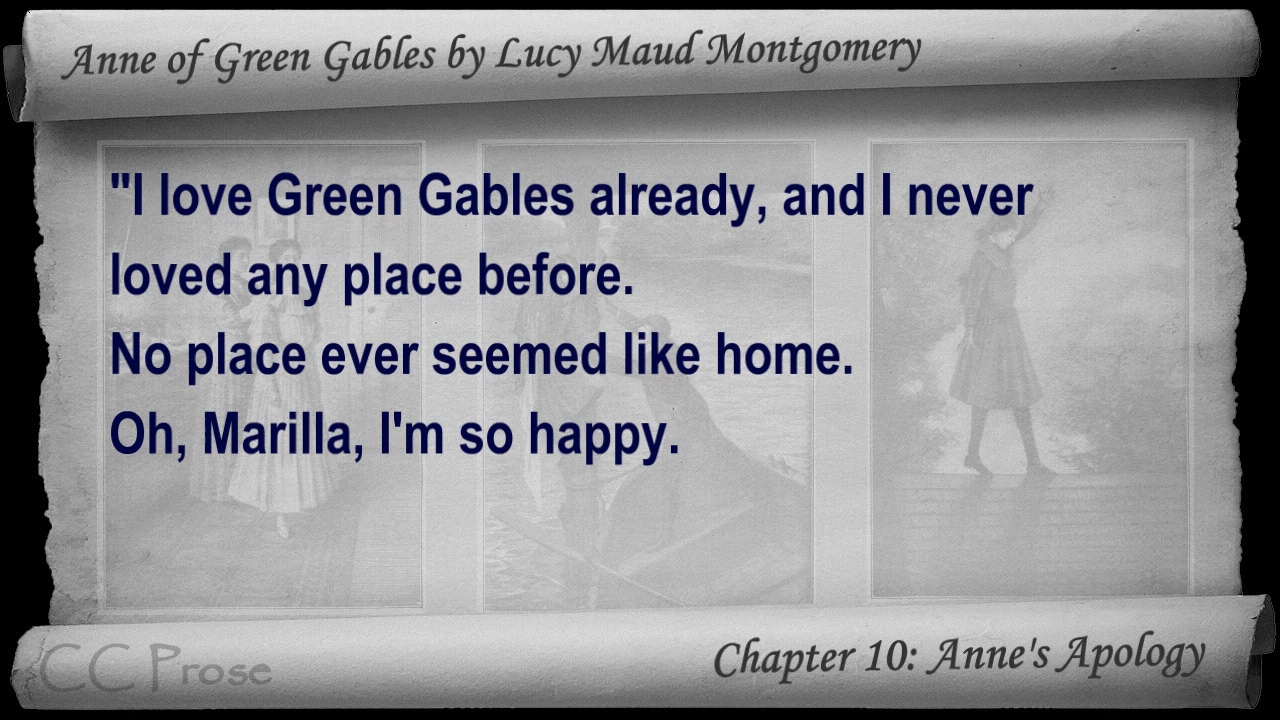 Anne of Green Gables by Lucy Maud Montgomery
"I love Green Gables already, and I never
loved any place before.
No place ever seemed like home.
Oh, Marilla, I'm so happy.
CC Prose
Chapter 10: Anne's Apology